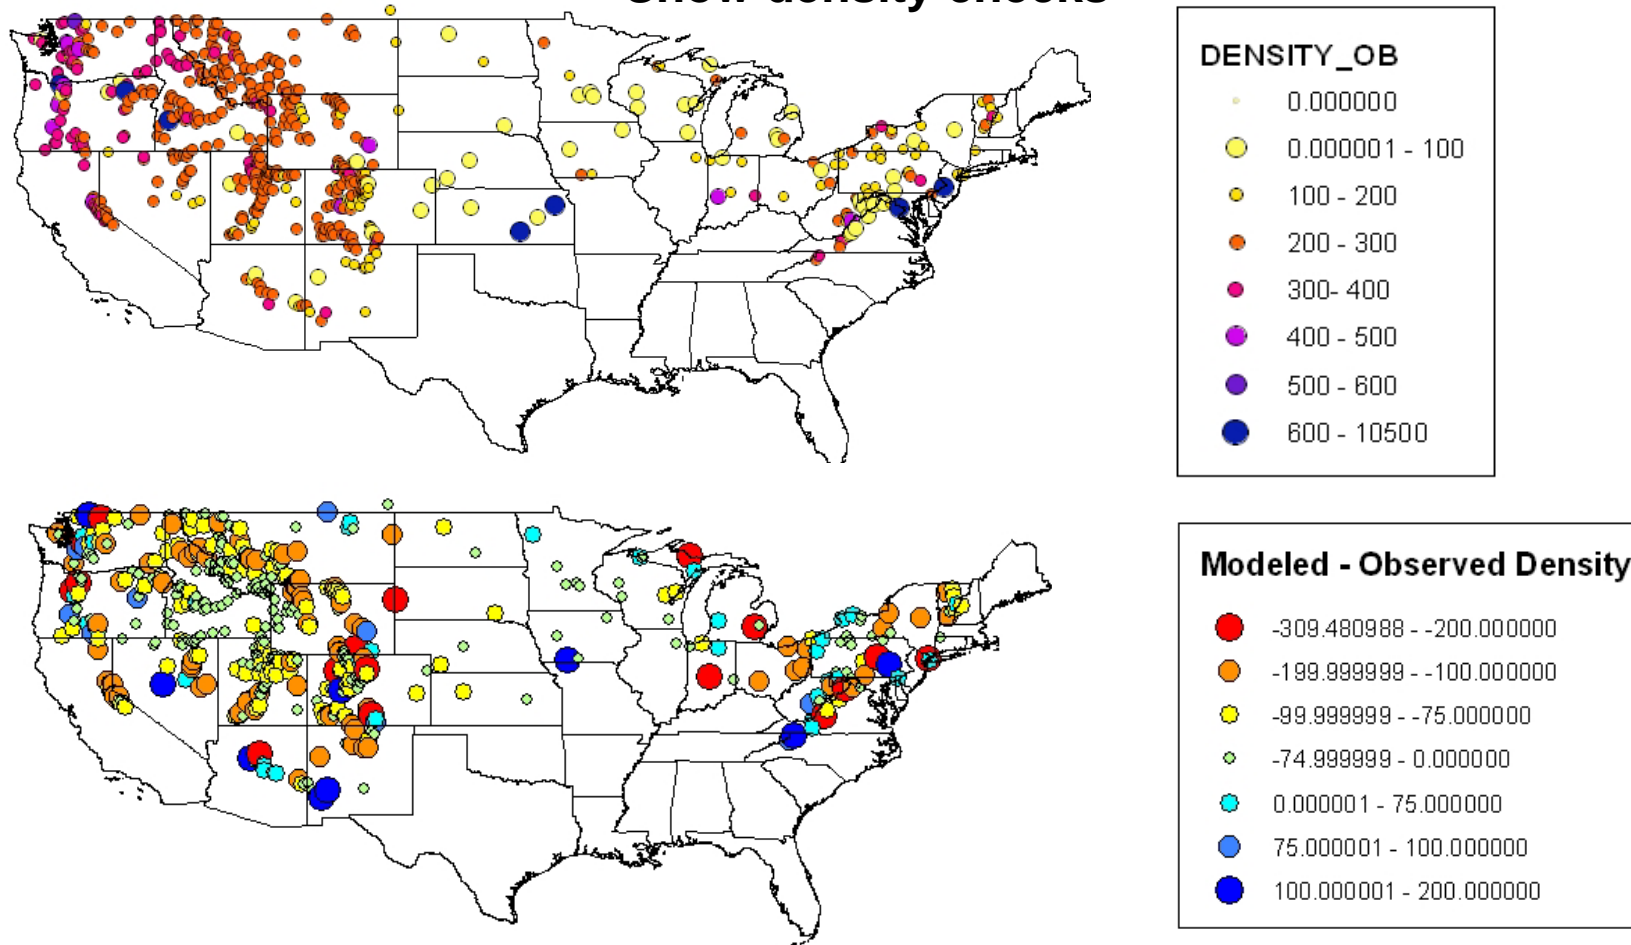 Snow density checks
DENSITY_OB
0.000000
0.000001 - 100
100 - 200
200 - 300
300- 400
400 - 500
500 - 600
600 - 10500
Modeled - Observed Density
-309.480988 - -200.000000
-199.999999 - -100.000000
-99.999999 - -75.000000
-74.999999 - 0.000000
0.000001 - 75.000000
75.000001 - 100.000000
100.000001 - 200.000000